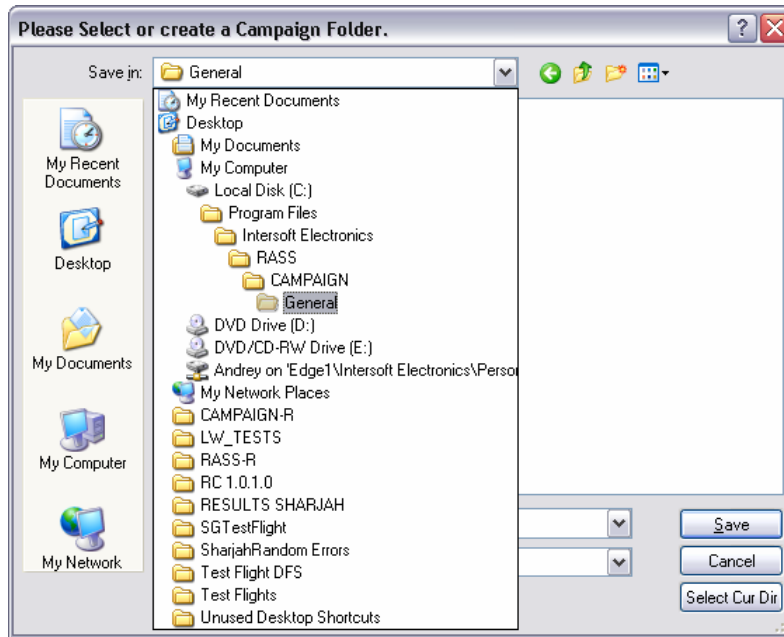 Please Select or create a Campaign Folder.
Save in:
General
My Recent Documents
Desktop
My Documents
My Computer
Local Disk (C:)
Program Files
Intersoft Electronics
RASS
CAMPAIGN
General
DVD Drive (D:)
DVD/CD-RW Drive (E:)
Andrey on 'Edge1\Intersoft Electronics\Perso
My Network Places
CAMPAIGN-R
LW_TESTS
RASS-R
RC 1.0.1.0
RESULTS SHARJAH
SGTestFlight
SharjahRandom Errors
Test Flight DFS
Test Flights
Unused Desktop Shortcuts
My Recent
Documents
Desktop
My Documents
My Computer
My Network
Save
Cancel
Select Cur Dir